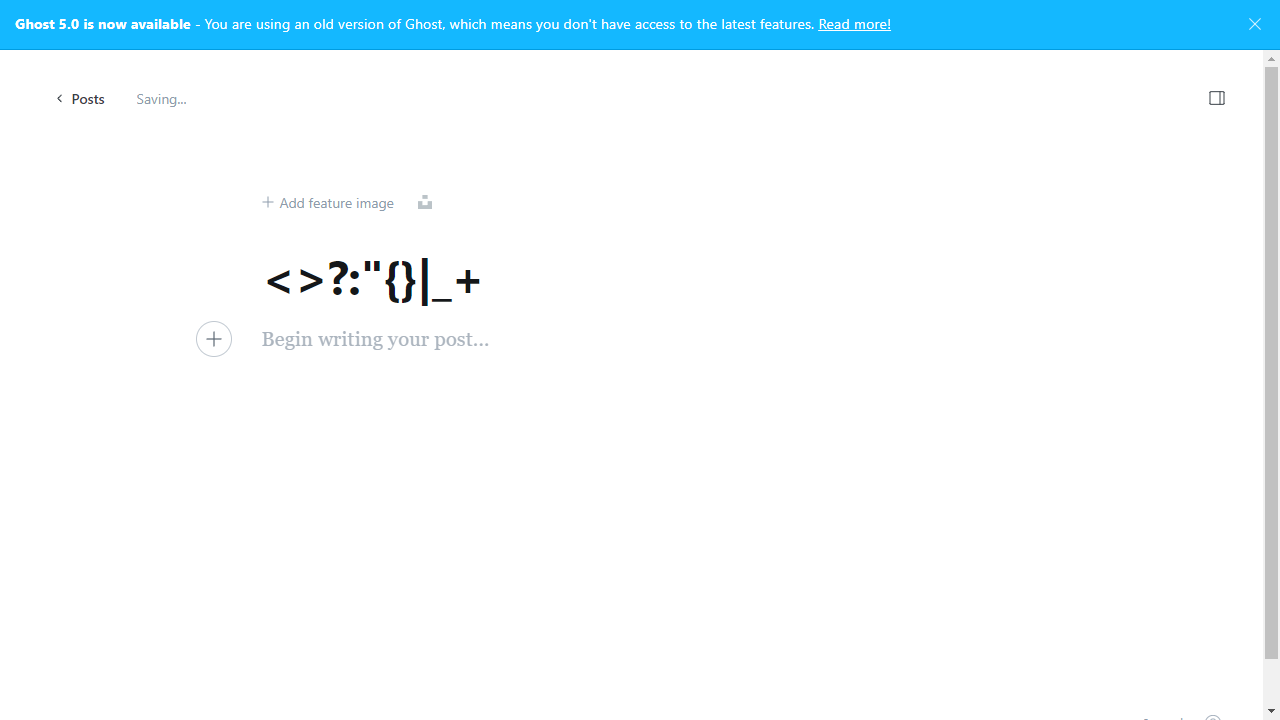 Ghost 5.0 is now available - You are using an old version of Ghost, which means you don't have access to the latest features. Read more!
Posts
Saving...
Add feature image
<>?:"{}|_+
Begin writing your post...